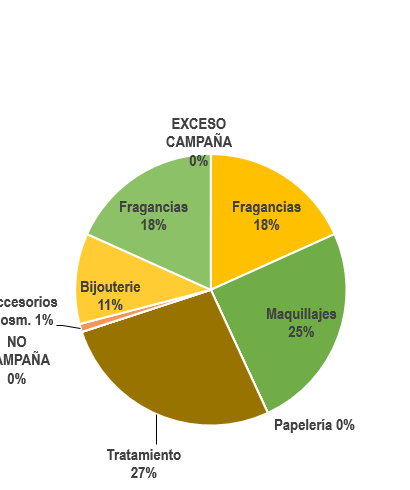 EXCESO
CAMPAÑA
0%
Fragancias
18%
Fragancias
18%
Bijouterie
11%
Maquillajes
25%
ccesorios
osm. 1%
NO
AMPAÑA
0%
Papelería 0%
Tratamiento
27%